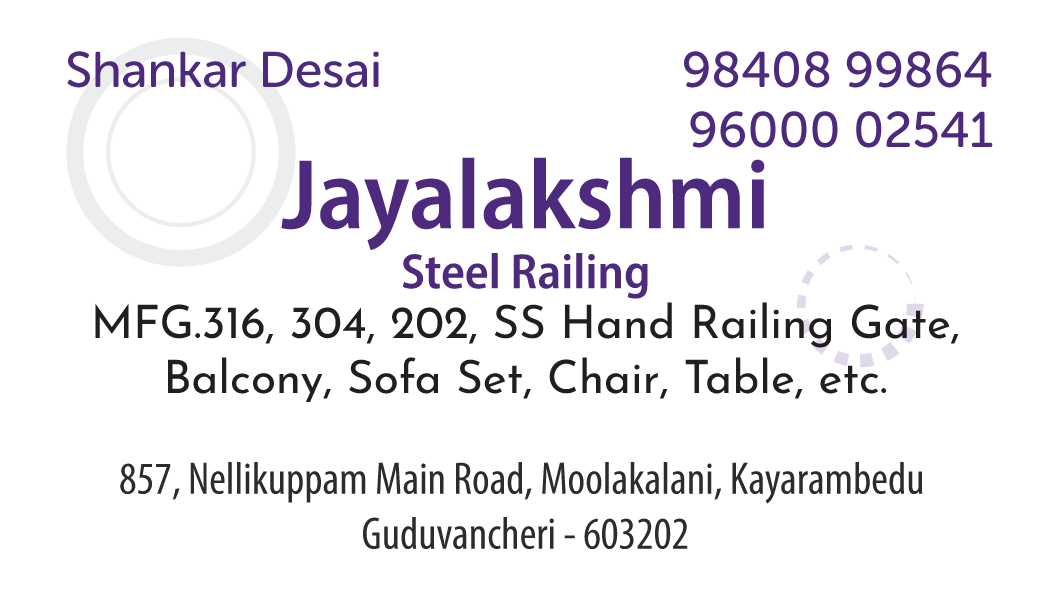 Shankar Desai
98408 99864
96000 02541
Jayalakshmi
Steel Railing
MFG.316, 304, 202, SS Hand Railing Gate,
Balcony, Sofa Set, Chair, Table, etc.
857, Nellikuppam Main Road, Moolakalani, Kayarambedu
Guduvancheri - 603202